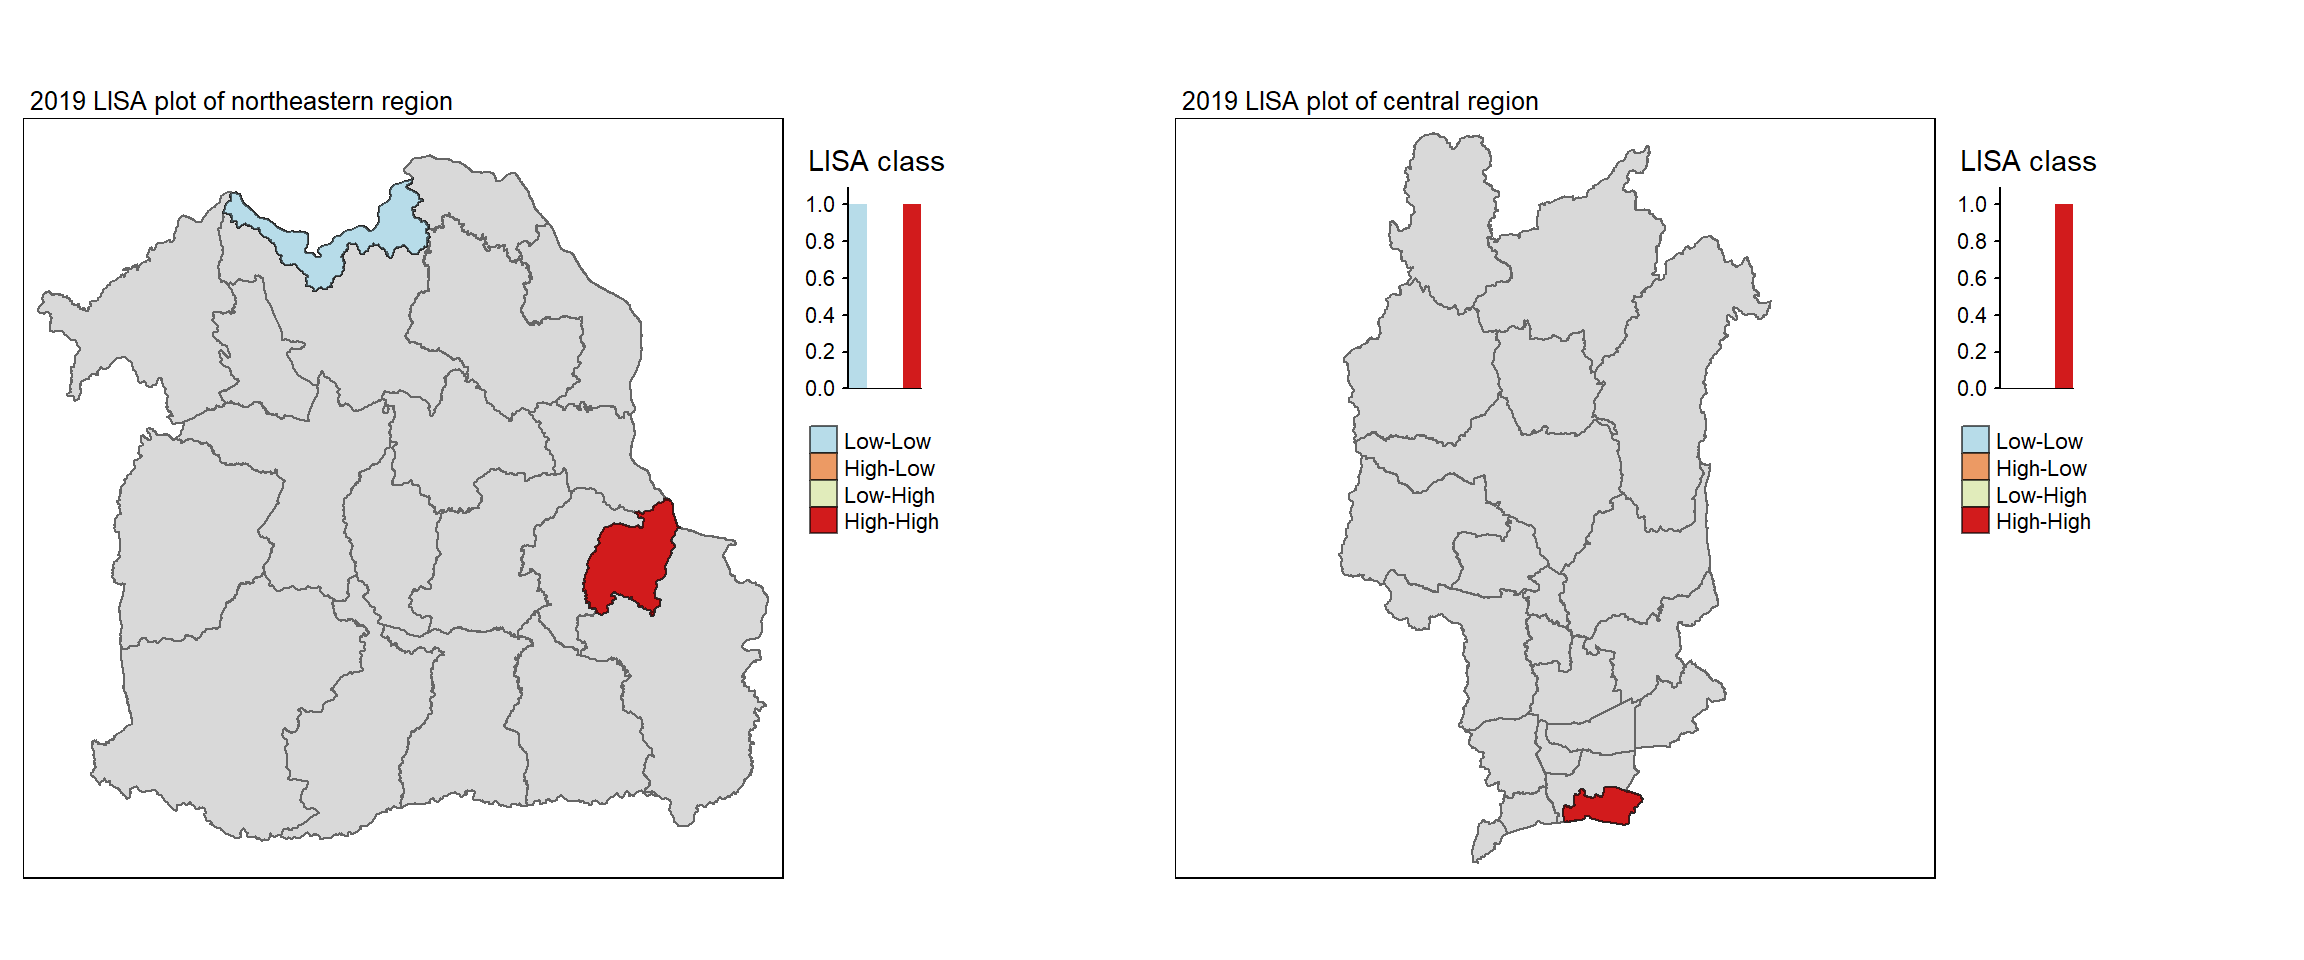 2019 LISA plot of northeastern region
LISA class
1.0
0.8
0.6
0.4
0.2
0.0
Low-Low
High-Low
Low-High
High-High
2019 LISA plot of central region
LISA class
1.0
0.8
0.6
0.4
0.2
0.0
Low-Low
High-Low
Low-High
High-High